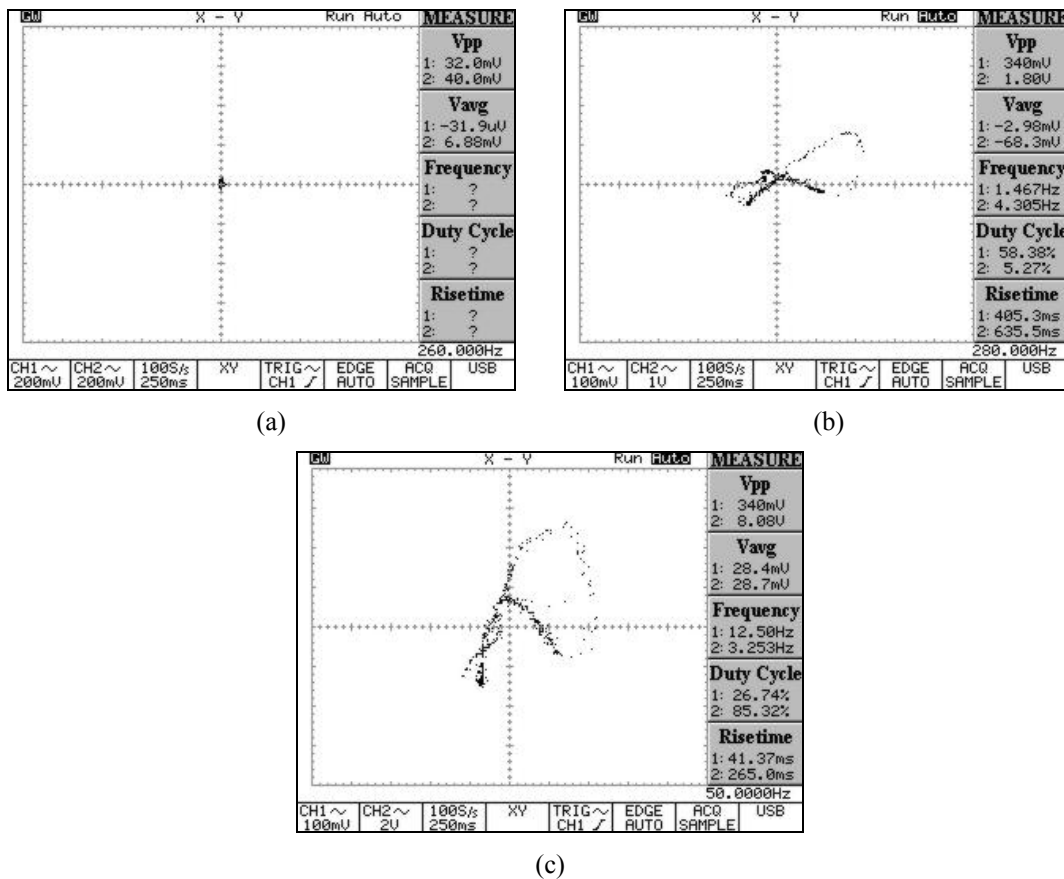 GW X - Y Run Auto MEASURE
Vpp
1: 32.0mV
2: 40.0mV
Vavg
1:-31.9uV
2: 6.88mV
Frequency
1: ?
2: ?
Duty Cycle
1: ?
2: ?
Risetime
1: ?
2: ?
260.000Hz
CH1~ CH2~ 100S/s XY TRIG~ EDGE ACQ USB
200mV 200mV 250ms CH1 AUTO SAMPLE
(a)
GW X - Y Run Auto MEASURE
Vpp
1: 340mV
2: 1.80V
Vavg
1:-2.98mV
2:-68.3mV
Frequency
1:1.467Hz
2:4.305Hz
Duty Cycle
1: 58.38%
2: 5.27%
Risetime
1:405.3ms
2:635.5ms
280.000Hz
CH1~ CH2~ 100S/s XY TRIG~ EDGE ACQ USB
100mV 1V 250ms CH1 AUTO SAMPLE
(b)
GW X - Y Run Auto MEASURE
Vpp
1: 340mV
2: 8.08V
Vavg
1: 28.4mV
2: 28.7mV
Frequency
1:12.50Hz
2:3.253Hz
Duty Cycle
1: 26.74%
2: 85.32%
Risetime
1:41.37ms
2:265.0ms
50.0000Hz
CH1~ CH2~ 100S/s XY TRIG~ EDGE ACQ USB
100mV 2V 250ms CH1 AUTO SAMPLE
(c)